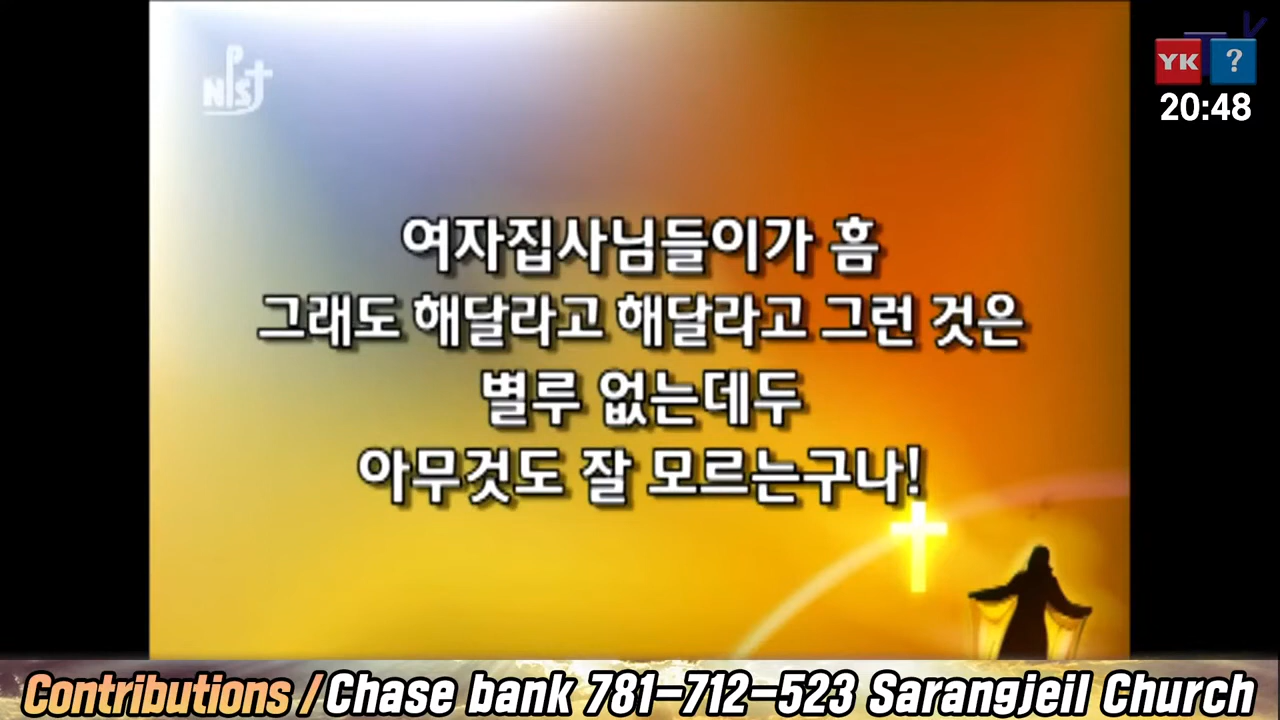 NPS
YK ?
TV
20:48
여자집사님들이가 흠
그래도 해달라고 해달라고 그런 것은
별루 없는데두
아무것도 잘 모르는구나!
Contributions / Chase bank 781-712-523 Sarangjeil Church